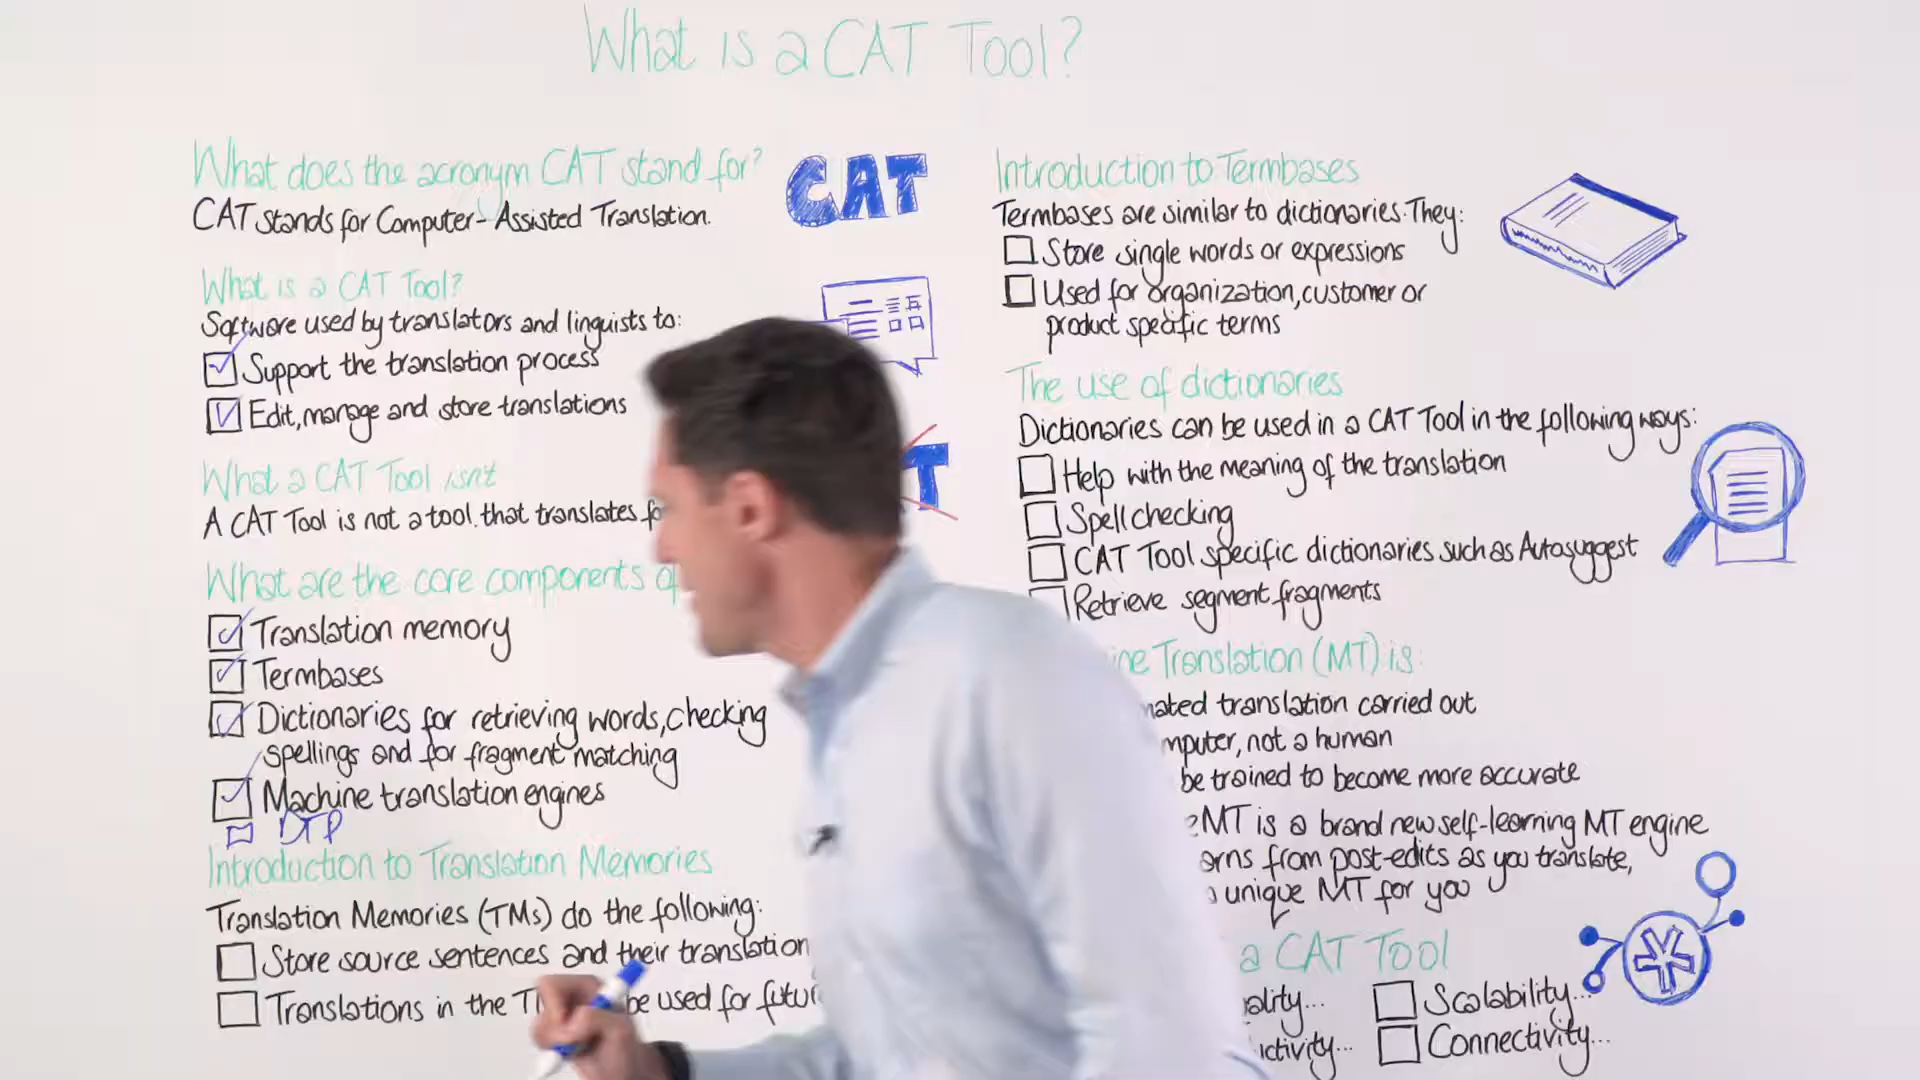 What is a CAT Tool?
What does the acronym CAT stand for?
CAT stands for Computer-Assisted Translation.
CAT
What is a CAT Tool?
Software used by translators and linguists to:
Support the translation process
Edit, manage and store translations
What a CAT Tool isn't
A CAT Tool is not a tool that translates
T
What are the core components
Translation memory
Termbases
Dictionaries for retrieving words, checking
spellings and for fragment matching
Machine translation engines
DTP
Introduction to Translation Memories
Translation Memories (TMs) do the following:
Store source sentences and their translation
Translations in the be used for
Introduction to Termbases
Termbases are similar to dictionaries. They:
Store single words or expressions
Used for organization, customer or
product specific terms
The use of dictionaries
Dictionaries can be used in a CAT Tool in the following ways:
Help with the meaning of the translation
Spell checking
CAT Tool specific dictionaries such as Autosuggest
Retrieve segment fragments
Translation (MT) is:
translation carried out
not a human
be trained to become more accurate
MT is a brand new self-learning MT engine
from post-edits as you translate,
unique MT for you
a CAT Tool
Scalability...
Connectivity...